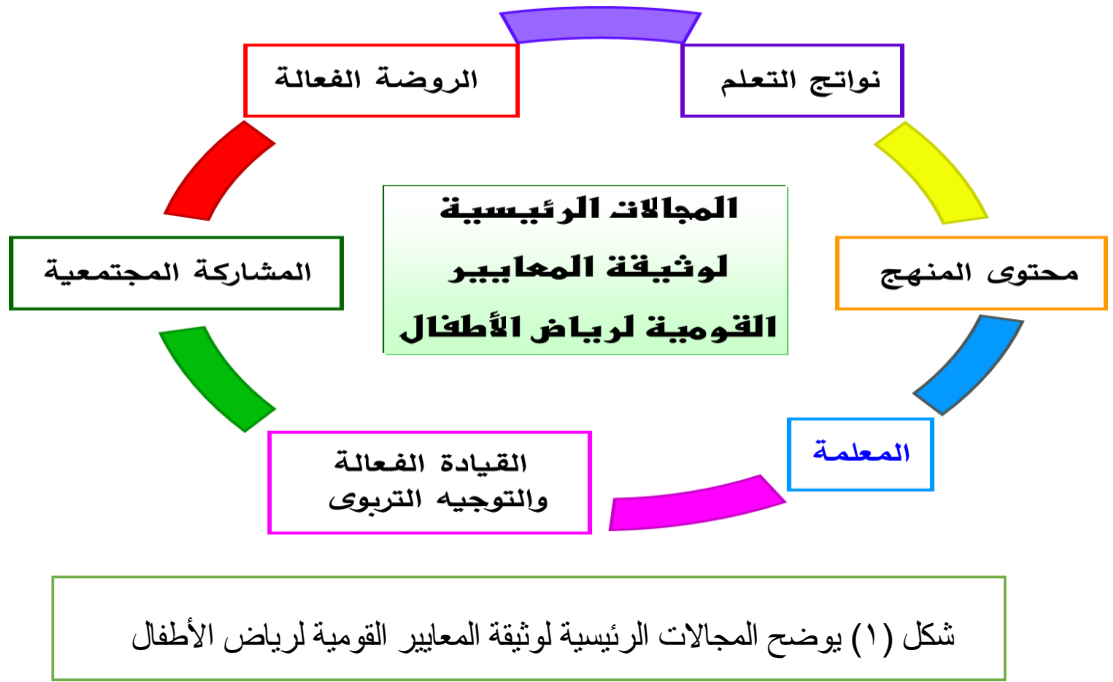 نواتج التعلم
الروضة الفعالة
المجالات الرئيسية
لوثيقة المعايير
القومية لرياض الأطفال
محتوى المنهج
المشاركة المجتمعية
المعلمة
القيادة الفعالة
والتوجيه التربوى
شكل (١) يوضح المجالات الرئيسية لوثيقة المعايير القومية لرياض الأطفال